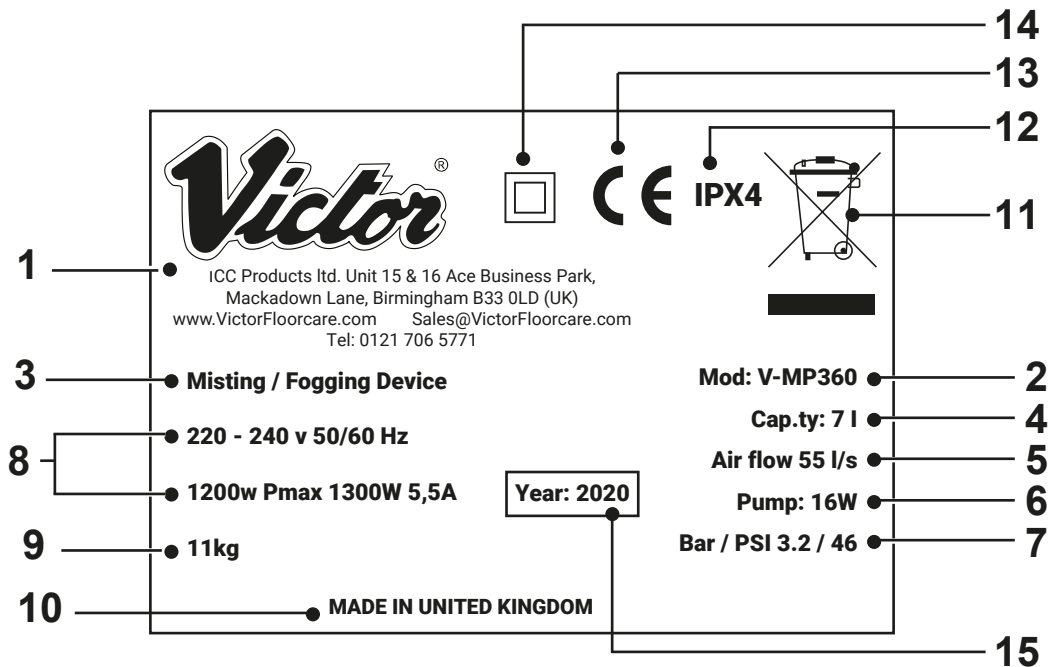 14
13
12
11
Victor ®
IPX4
1
ICC Products ltd. Unit 15 & 16 Ace Business Park,
Mackadown Lane, Birmingham B33 0LD (UK)
www.VictorFloorcare.com Sales@VictorFloorcare.com
Tel: 0121 706 5771
3
Misting / Fogging Device
Mod: V-MP360
2
Cap.ty: 7 l
4
8
220 - 240 v 50/60 Hz
Air flow 55 l/s
5
1200w Pmax 1300W 5,5A
Year: 2020
Pump: 16W
6
9
11kg
Bar / PSI 3.2 / 46
7
10
MADE IN UNITED KINGDOM
15